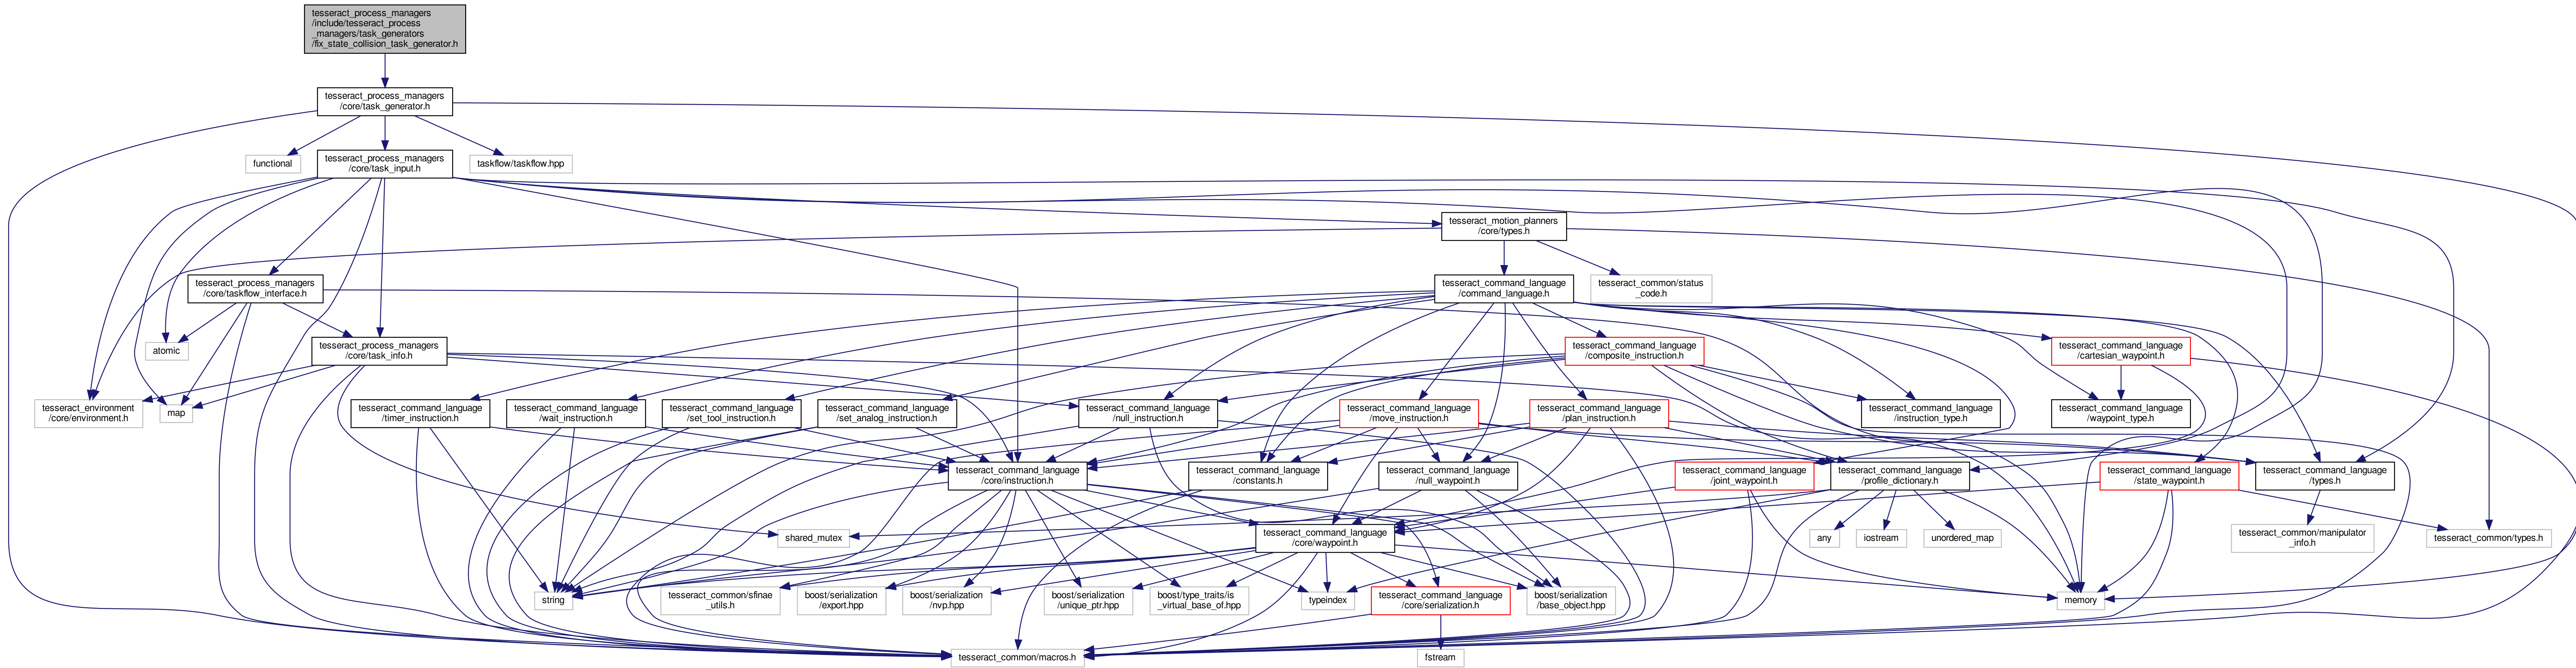 tesseract_process_managers
/include/tesseract_process
_managers/task_generators
/fix_state_collision_task_generator.h
tesseract_process_managers
/core/task_generator.h
functional
tesseract_process_managers
/core/task_input.h
taskflow/taskflow.hpp
tesseract_motion_planners
/core/types.h
tesseract_process_managers
/core/taskflow_interface.h
tesseract_command_language
/command_language.h
tesseract_common/status
_code.h
atomic
tesseract_process_managers
/core/task_info.h
tesseract_command_language
/composite_instruction.h
tesseract_command_language
/cartesian_waypoint.h
tesseract_environment
/core/environment.h
map
tesseract_command_language
/timer_instruction.h
tesseract_command_language
/wait_instruction.h
tesseract_command_language
/set_tool_instruction.h
tesseract_command_language
/set_analog_instruction.h
tesseract_command_language
/null_instruction.h
tesseract_command_language
/move_instruction.h
tesseract_command_language
/plan_instruction.h
tesseract_command_language
/instruction_type.h
tesseract_command_language
/waypoint_type.h
tesseract_command_language
/core/instruction.h
tesseract_command_language
/constants.h
tesseract_command_language
/null_waypoint.h
tesseract_command_language
/joint_waypoint.h
tesseract_command_language
/profile_dictionary.h
tesseract_command_language
/state_waypoint.h
tesseract_command_language
/types.h
shared_mutex
tesseract_command_language
/core/waypoint.h
any
iostream
unordered_map
tesseract_common/manipulator
_info.h
tesseract_common/types.h
string
tesseract_common/sfinae
_utils.h
boost/serialization
/export.hpp
boost/serialization
/nvp.hpp
boost/serialization
/unique_ptr.hpp
boost/type_traits/is
_virtual_base_of.hpp
typeindex
tesseract_command_language
/core/serialization.h
boost/serialization
/base_object.hpp
memory
tesseract_common/macros.h
fstream